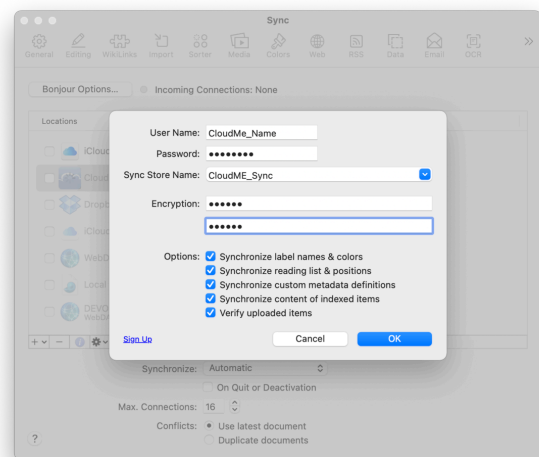 Sync
General Editing WikiLinks Import Sorter Media Colors Web RSS Data Email OCR
Bonjour Options... Incoming Connections: None
Locations
User Name: CloudMe_Name
Password: ●●●●●●●●
Sync Store Name: CloudME_Sync
Encryption: ●●●●●●
●●●●●●
Options: Synchronize label names & colors
Synchronize reading list & positions
Synchronize custom metadata definitions
Synchronize content of indexed items
Verify uploaded items
Sign Up Cancel OK
iCloud
Cloud
Dropb
iCloud
WebD
Local
DEVO
WebDA
Synchronize: Automatic
On Quit or Deactivation
Max. Connections: 16
Conflicts: Use latest document
Duplicate documents
?